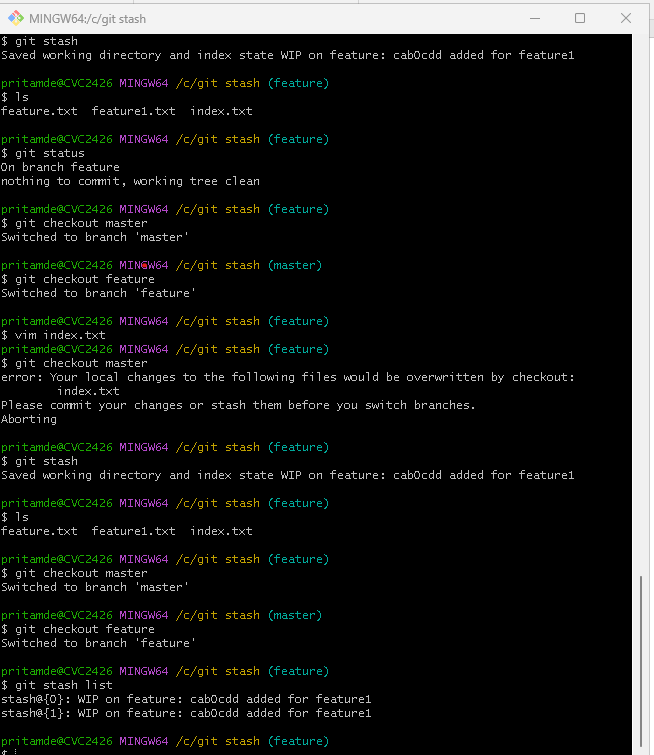 MINGW64:/c/git stash
$ git stash
Saved working directory and index state WIP on feature: cab0cdd added for feature1
pritamde@CVC2426 MINGW64 /c/git stash (feature)
$ ls
feature.txt  feature1.txt  index.txt
pritamde@CVC2426 MINGW64 /c/git stash (feature)
$ git status
On branch feature
nothing to commit, working tree clean
pritamde@CVC2426 MINGW64 /c/git stash (feature)
$ git checkout master
Switched to branch 'master'
pritamde@CVC2426 MINGW64 /c/git stash (master)
$ git checkout feature
Switched to branch 'feature'
pritamde@CVC2426 MINGW64 /c/git stash (feature)
$ vim index.txt
pritamde@CVC2426 MINGW64 /c/git stash (feature)
$ git checkout master
error: Your local changes to the following files would be overwritten by checkout:
        index.txt
Please commit your changes or stash them before you switch branches.
Aborting
pritamde@CVC2426 MINGW64 /c/git stash (feature)
$ git stash
Saved working directory and index state WIP on feature: cab0cdd added for feature1
pritamde@CVC2426 MINGW64 /c/git stash (feature)
$ ls
feature.txt  feature1.txt  index.txt
pritamde@CVC2426 MINGW64 /c/git stash (feature)
$ git checkout master
Switched to branch 'master'
pritamde@CVC2426 MINGW64 /c/git stash (master)
$ git checkout feature
Switched to branch 'feature'
pritamde@CVC2426 MINGW64 /c/git stash (feature)
$ git stash list
stash@{0}: WIP on feature: cab0cdd added for feature1
stash@{1}: WIP on feature: cab0cdd added for feature1
pritamde@CVC2426 MINGW64 /c/git stash (feature)
$